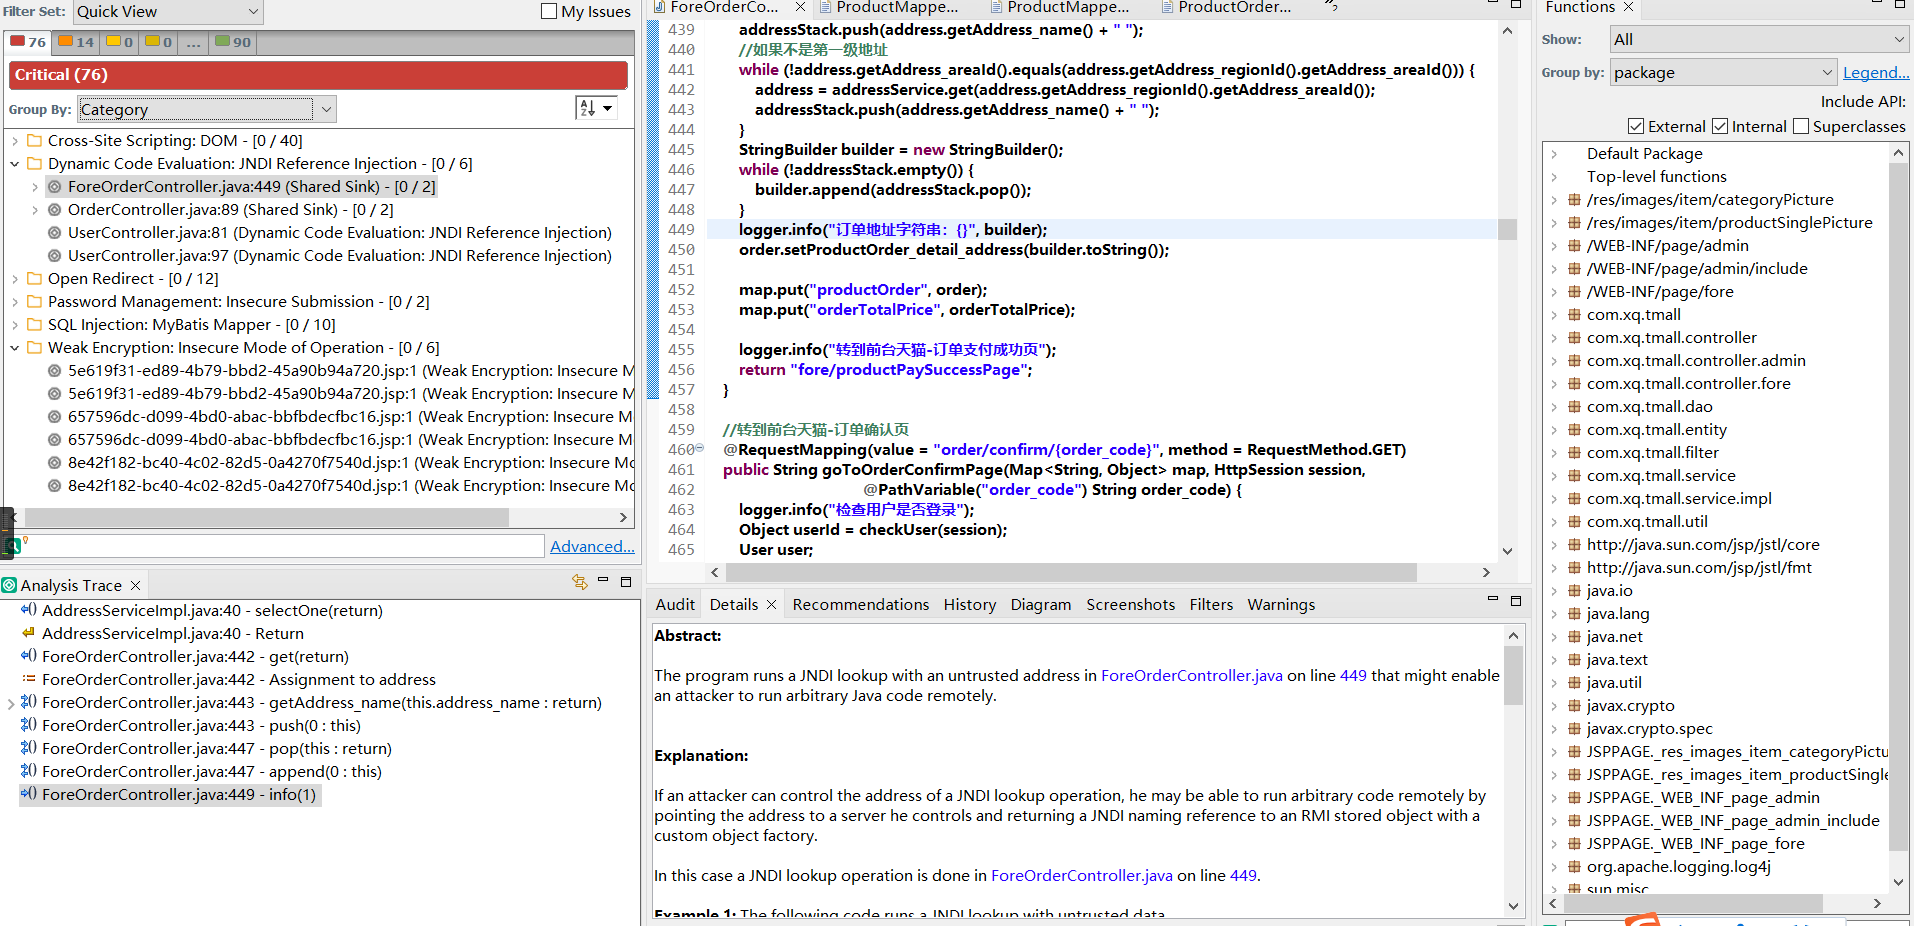 Filter Set: Quick View My Issues
76 14 0 0 ... 90
Critical (76)
Group By: Category
Cross-Site Scripting: DOM - [0 / 40]
Dynamic Code Evaluation: JNDI Reference Injection - [0 / 6]
ForeOrderController.java:449 (Shared Sink) - [0 / 2]
OrderController.java:89 (Shared Sink) - [0 / 2]
UserController.java:81 (Dynamic Code Evaluation: JNDI Reference Injection)
UserController.java:97 (Dynamic Code Evaluation: JNDI Reference Injection)
Open Redirect - [0 / 12]
Password Management: Insecure Submission - [0 / 2]
SQL Injection: MyBatis Mapper - [0 / 10]
Weak Encryption: Insecure Mode of Operation - [0 / 6]
5e619f31-ed89-4b79-bbd2-45a90b94a720.jsp:1 (Weak Encryption: Insecure M
5e619f31-ed89-4b79-bbd2-45a90b94a720.jsp:1 (Weak Encryption: Insecure M
657596dc-d099-4bd0-abac-bbfbdecfbc16.jsp:1 (Weak Encryption: Insecure M
657596dc-d099-4bd0-abac-bbfbdecfbc16.jsp:1 (Weak Encryption: Insecure M
8e42f182-bc40-4c02-82d5-0a4270f7540d.jsp:1 (Weak Encryption: Insecure Mo
8e42f182-bc40-4c02-82d5-0a4270f7540d.jsp:1 (Weak Encryption: Insecure Mo
Advanced...
Analysis Trace
AddressServiceImpl.java:40 - selectOne(return)
AddressServiceImpl.java:40 - Return
ForeOrderController.java:442 - get(return)
ForeOrderController.java:442 - Assignment to address
ForeOrderController.java:443 - getAddress_name(this.address_name : return)
ForeOrderController.java:443 - push(0 : this)
ForeOrderController.java:447 - pop(this : return)
ForeOrderController.java:447 - append(0 : this)
ForeOrderController.java:449 - info(1)
ForeOrderCo... ProductMappe... ProductMappe... ProductOrder...
439 addressStack.push(address.getAddress_name() + " ");
440 //如果不是第一级地址
441 while (!address.getAddress_areaId().equals(address.getAddress_regionId().getAddress_areaId())) {
442 address = addressService.get(address.getAddress_regionId().getAddress_areaId());
443 addressStack.push(address.getAddress_name() + " ");
444 }
445 StringBuilder builder = new StringBuilder();
446 while (!addressStack.empty()) {
447 builder.append(addressStack.pop());
448 }
449 logger.info("订单地址字符串：{}", builder);
450 order.setProductOrder_detail_address(builder.toString());
451
452 map.put("productOrder", order);
453 map.put("orderTotalPrice", orderTotalPrice);
454
455 logger.info("转到前台天猫-订单支付成功页");
456 return "fore/productPaySuccessPage";
457 }
458
459 //转到前台天猫-订单确认页
460 @RequestMapping(value = "order/confirm/{order_code}", method = RequestMethod.GET)
461 public String goToOrderConfirmPage(Map<String, Object> map, HttpSession session,
462 @PathVariable("order_code") String order_code) {
463 logger.info("检查用户是否登录");
464 Object userId = checkUser(session);
465 User user;
Audit Details Recommendations History Diagram Screenshots Filters Warnings
Abstract:
The program runs a JNDI lookup with an untrusted address in ForeOrderController.java on line 449 that might enable
an attacker to run arbitrary Java code remotely.
Explanation:
If an attacker can control the address of a JNDI lookup operation, he may be able to run arbitrary code remotely by
pointing the address to a server he controls and returning a JNDI naming reference to an RMI stored object with a
custom object factory.
In this case a JNDI lookup operation is done in ForeOrderController.java on line 449.
Example 1: The following code runs a JNDI lookup with untrusted data
Functions
Show: All
Group by: package Legend...
Include API:
External Internal Superclasses
Default Package
Top-level functions
/res/images/item/categoryPicture
/res/images/item/productSinglePicture
/WEB-INF/page/admin
/WEB-INF/page/admin/include
/WEB-INF/page/fore
com.xq.tmall
com.xq.tmall.controller
com.xq.tmall.controller.admin
com.xq.tmall.controller.fore
com.xq.tmall.dao
com.xq.tmall.entity
com.xq.tmall.filter
com.xq.tmall.service
com.xq.tmall.service.impl
com.xq.tmall.util
http://java.sun.com/jsp/jstl/core
http://java.sun.com/jsp/jstl/fmt
java.io
java.lang
java.net
java.text
java.util
javax.crypto
javax.crypto.spec
JSPPAGE._res_images_item_categoryPictu
JSPPAGE._res_images_item_productSingle
JSPPAGE._WEB_INF_page_admin
JSPPAGE._WEB_INF_page_admin_include
JSPPAGE._WEB_INF_page_fore
org.apache.logging.log4j
sun.misc